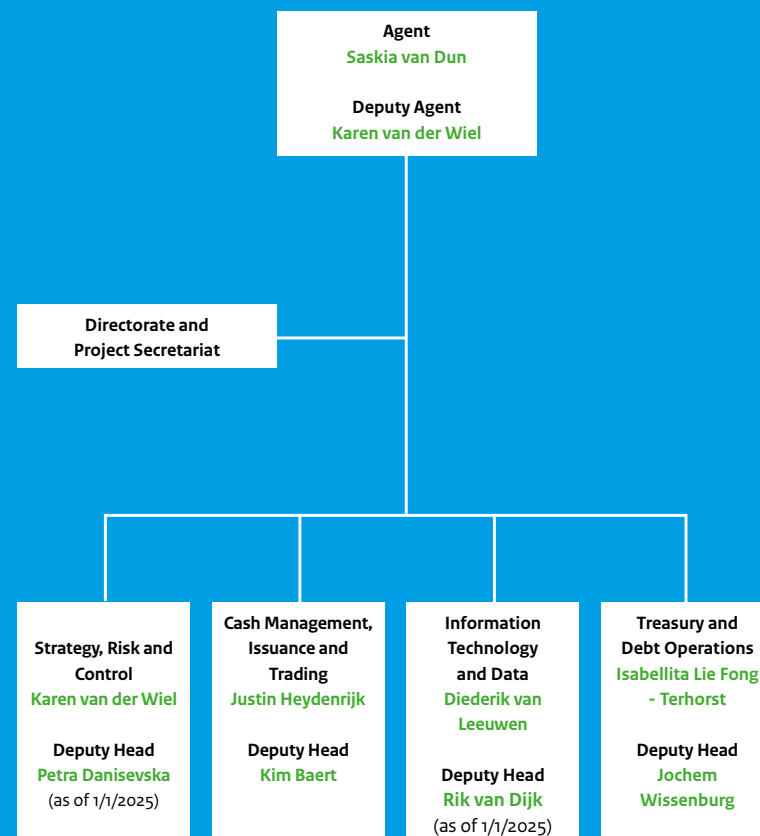 Agent
Saskia van Dun
Deputy Agent
Karen van der Wiel
Directorate and
Project Secretariat
Strategy, Risk and
Control
Karen van der Wiel
Deputy Head
Petra Danisevska
(as of 1/1/2025)
Cash Management,
Issuance and
Trading
Justin Heydenrijk
Deputy Head
Kim Baert
Information
Technology
and Data
Diederik van
Leeuwen
Deputy Head
Rik van Dijk
(as of 1/1/2025)
Treasury and
Debt Operations
Isabellita Lie Fong
- Terhorst
Deputy Head
Jochem
Wissenburg